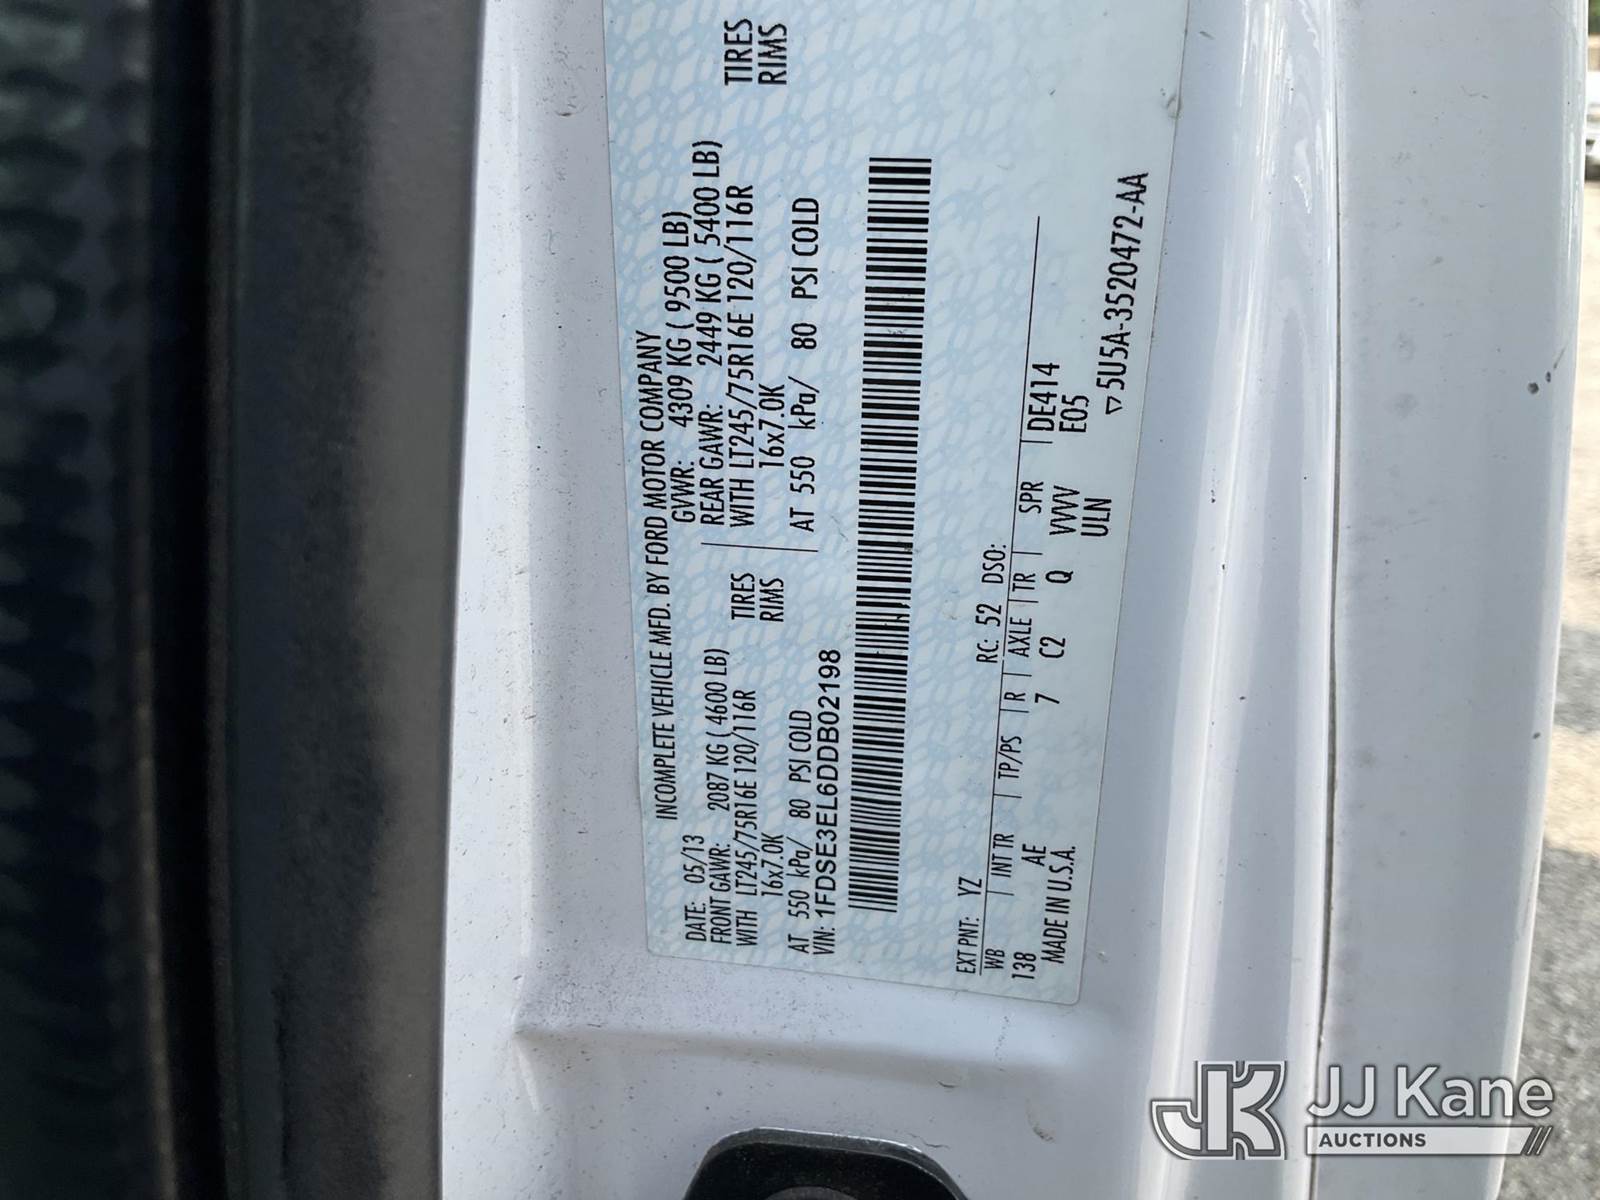 INCOMPLETE VEHICLE MFD. BY FORD MOTOR COMPANY
DATE: 05/13 GVWR: 4309 KG ( 9500 LB)
FRONT GAWR: 2087 KG ( 4600 LB) REAR GAWR: 2449 KG ( 5400 LB)
WITH LT245/75R16E 120/116R TIRES WITH LT245/75R16E 120/116R TIRES
16x7.0K RIMS 16x7.0K RIMS
AT 550 kPa/ 80 PSI COLD AT 550 kPa/ 80 PSI COLD
VIN: 1FDSE3EL6DDB02198
EXT PNT: YZ RC: 52 DSO:
WB INT TR TP/PS R AXLE TR SPR DE414
138 AE 7 C2 Q VVVV E05
MADE IN U.S.A. ULN
▽5U5A-3520472-AA
JK JJ Kane
AUCTIONS